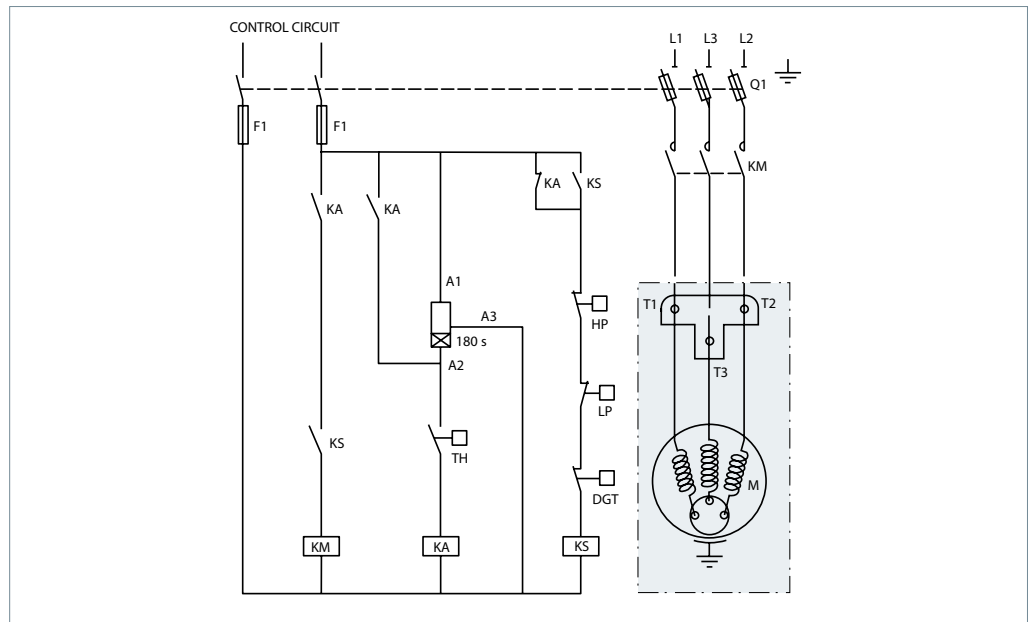 CONTROL CIRCUIT
L1 L3 L2
Q1
F1 F1
KM
KA KS
KA KA
A1
T1 T2
A3
HP
180 s
A2
T3
LP
KS
TH
M
DGT
KM KA KS